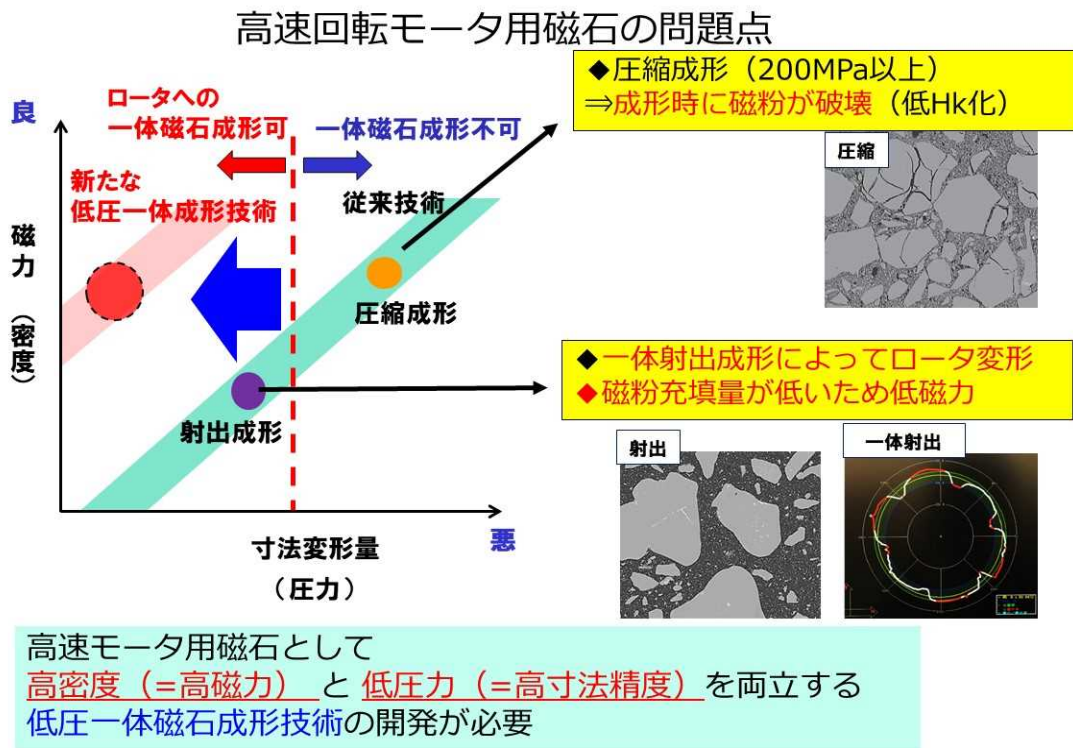 高速回転モータ用磁石の問題点
◆圧縮成形（200MPa以上）
⇒成形時に磁粉が破壊（低Hk化）
圧縮
良
ロータへの
一体磁石成形可
一体磁石成形不可
新たな
低圧一体成形技術
従来技術
磁力（密度）
圧縮成形
射出成形
◆一体射出成形によってロータ変形
◆磁粉充填量が低いため低磁力
射出
一体射出
寸法変形量
（圧力）
悪
高速モータ用磁石として
高密度（=高磁力） と 低圧力（=高寸法精度）を両立する
低圧一体磁石成形技術の開発が必要